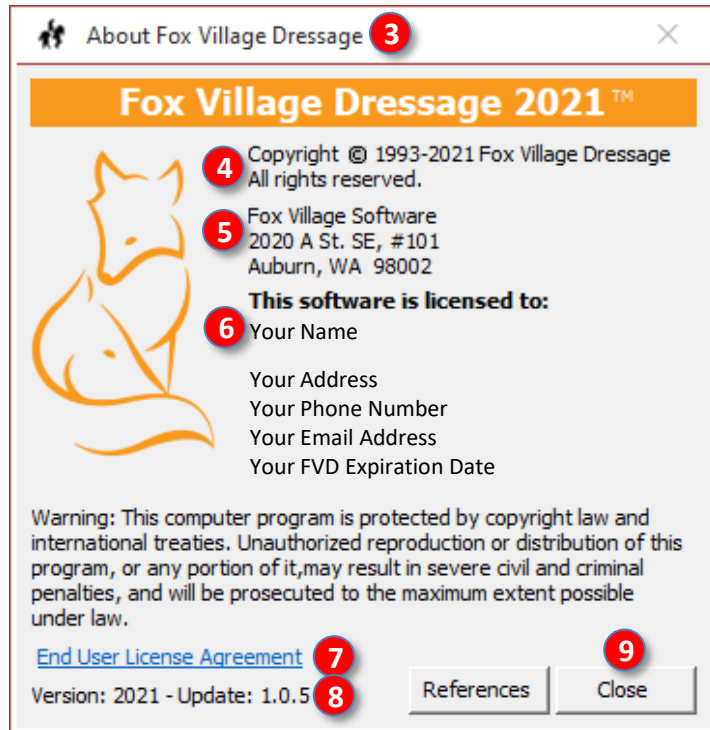 About Fox Village Dressage 3
Fox Village Dressage 2021 ™
4 Copyright © 1993-2021 Fox Village Dressage
All rights reserved.
5 Fox Village Software
2020 A St. SE, #101
Auburn, WA 98002
This software is licensed to:
6 Your Name
Your Address
Your Phone Number
Your Email Address
Your FVD Expiration Date
Warning: This computer program is protected by copyright law and
international treaties. Unauthorized reproduction or distribution of this
program, or any portion of it,may result in severe civil and criminal
penalties, and will be prosecuted to the maximum extent possible
under law.
End User License Agreement 7
9
Version: 2021 - Update: 1.0.5 8
References Close